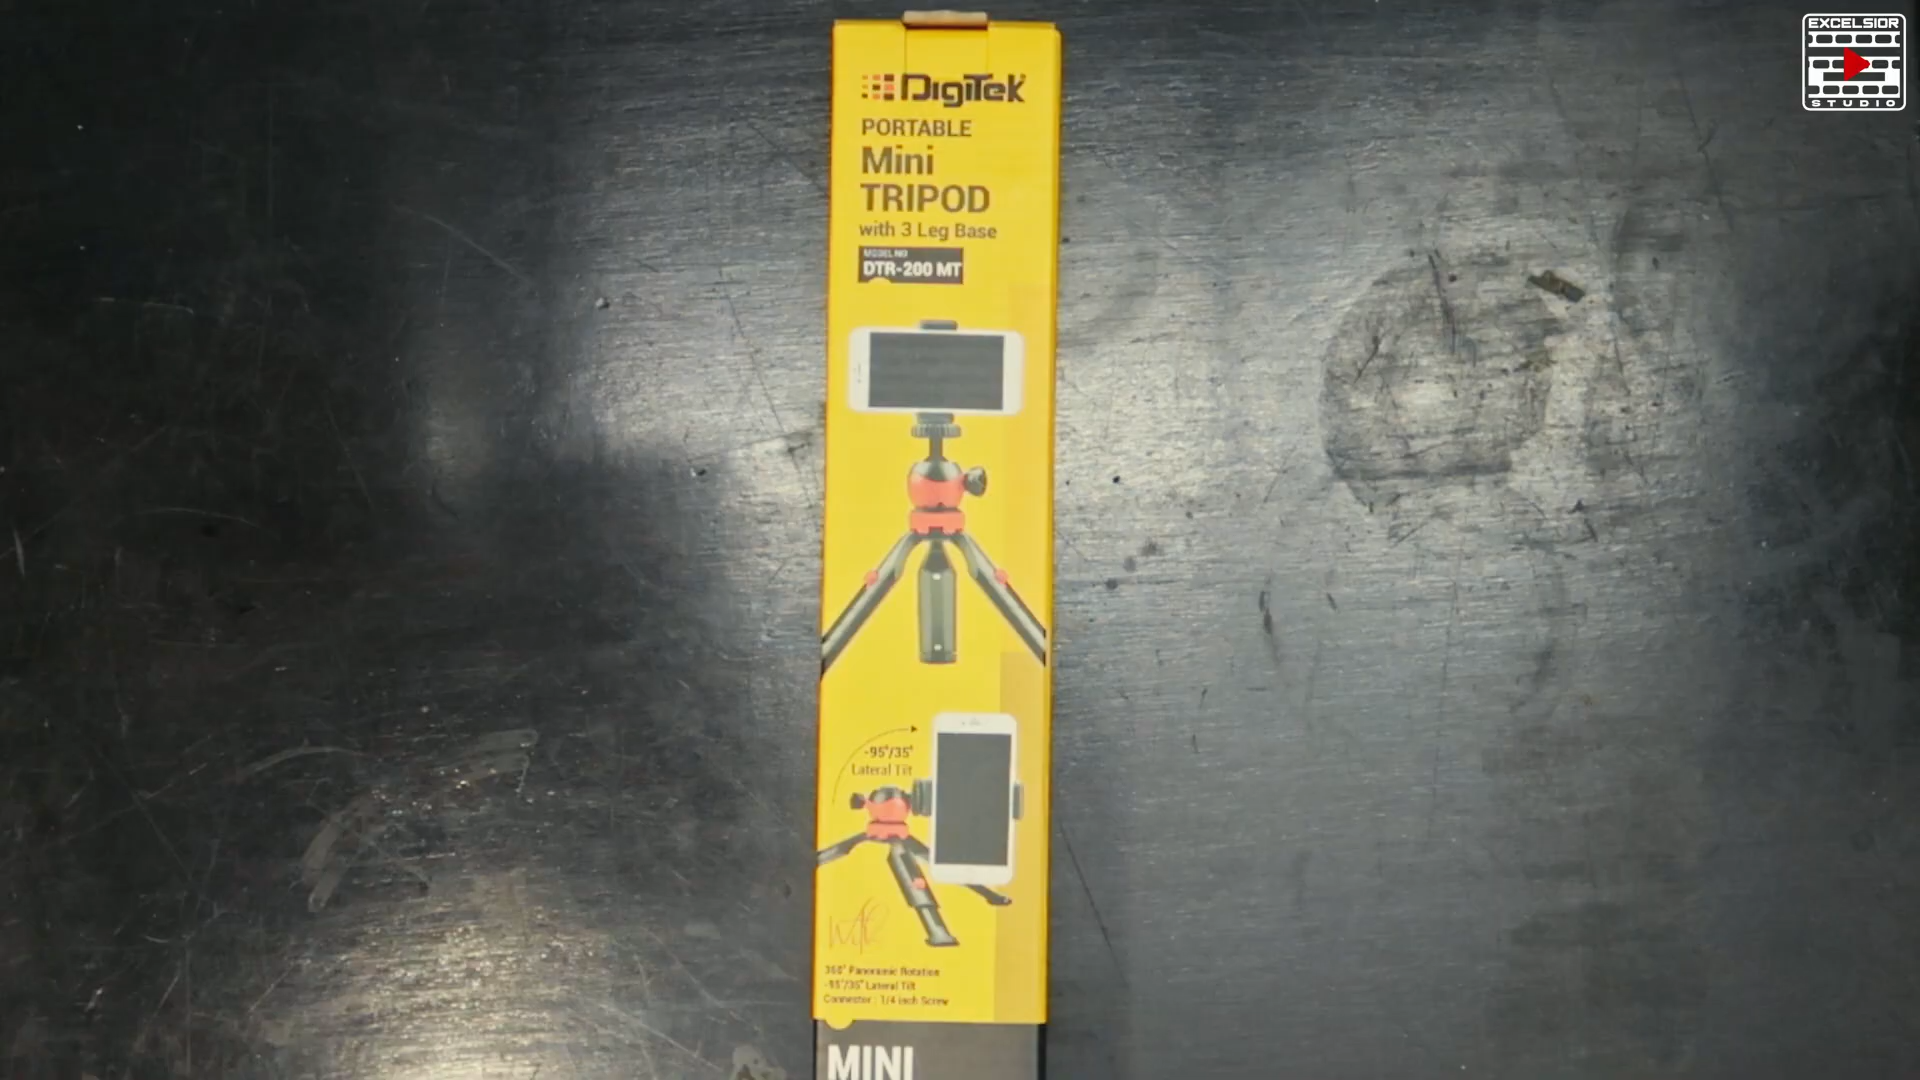 EXCELSIOR
STUDIO
DigiTek
PORTABLE
Mini
TRIPOD
with 3 Leg Base
MODEL NO
DTR-200 MT
-95°/35°
Lateral Tilt
360° Panoramic Rotation
-95°/35° Lateral Tilt
Connector : 1/4 inch Screw
MINI